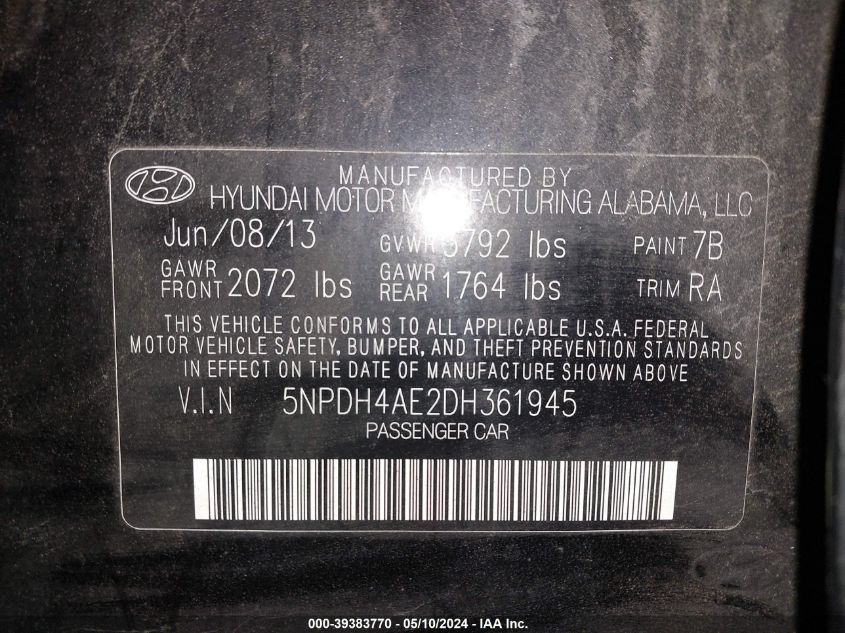 MANUFACTURED BY
HYUNDAI MOTOR MANUFACTURING ALABAMA, LLC
Jun/08/13 GVWR 3792 lbs PAINT 7B
GAWR FRONT 2072 lbs GAWR REAR 1764 lbs TRIM RA
THIS VEHICLE CONFORMS TO ALL APPLICABLE U.S.A. FEDERAL
MOTOR VEHICLE SAFETY, BUMPER, AND THEFT PREVENTION STANDARDS
IN EFFECT ON THE DATE OF MANUFACTURE SHOWN ABOVE
V.I.N 5NPDH4AE2DH361945
PASSENGER CAR
000-39383770 — 05/10/2024 — IAA Inc.